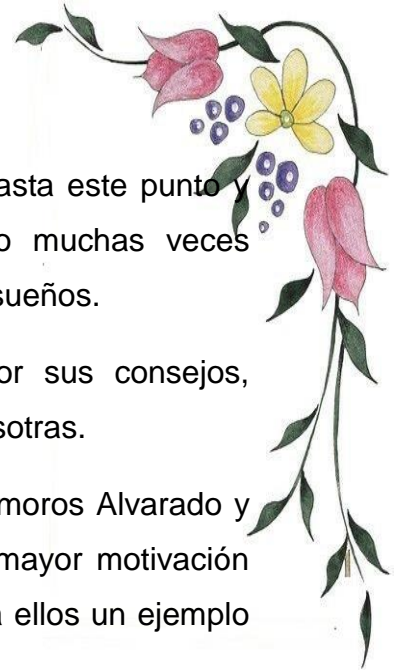 asta este punto y
o muchas veces
sueños.
or sus consejos,
sotras.
moros Alvarado y
mayor motivación
a ellos un ejemplo